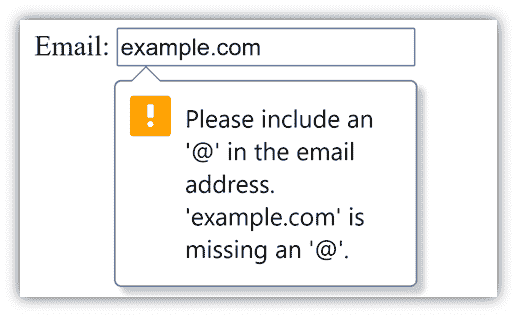 Email: example.com
Please include an
'@' in the email
address.
'example.com' is
missing an '@'.